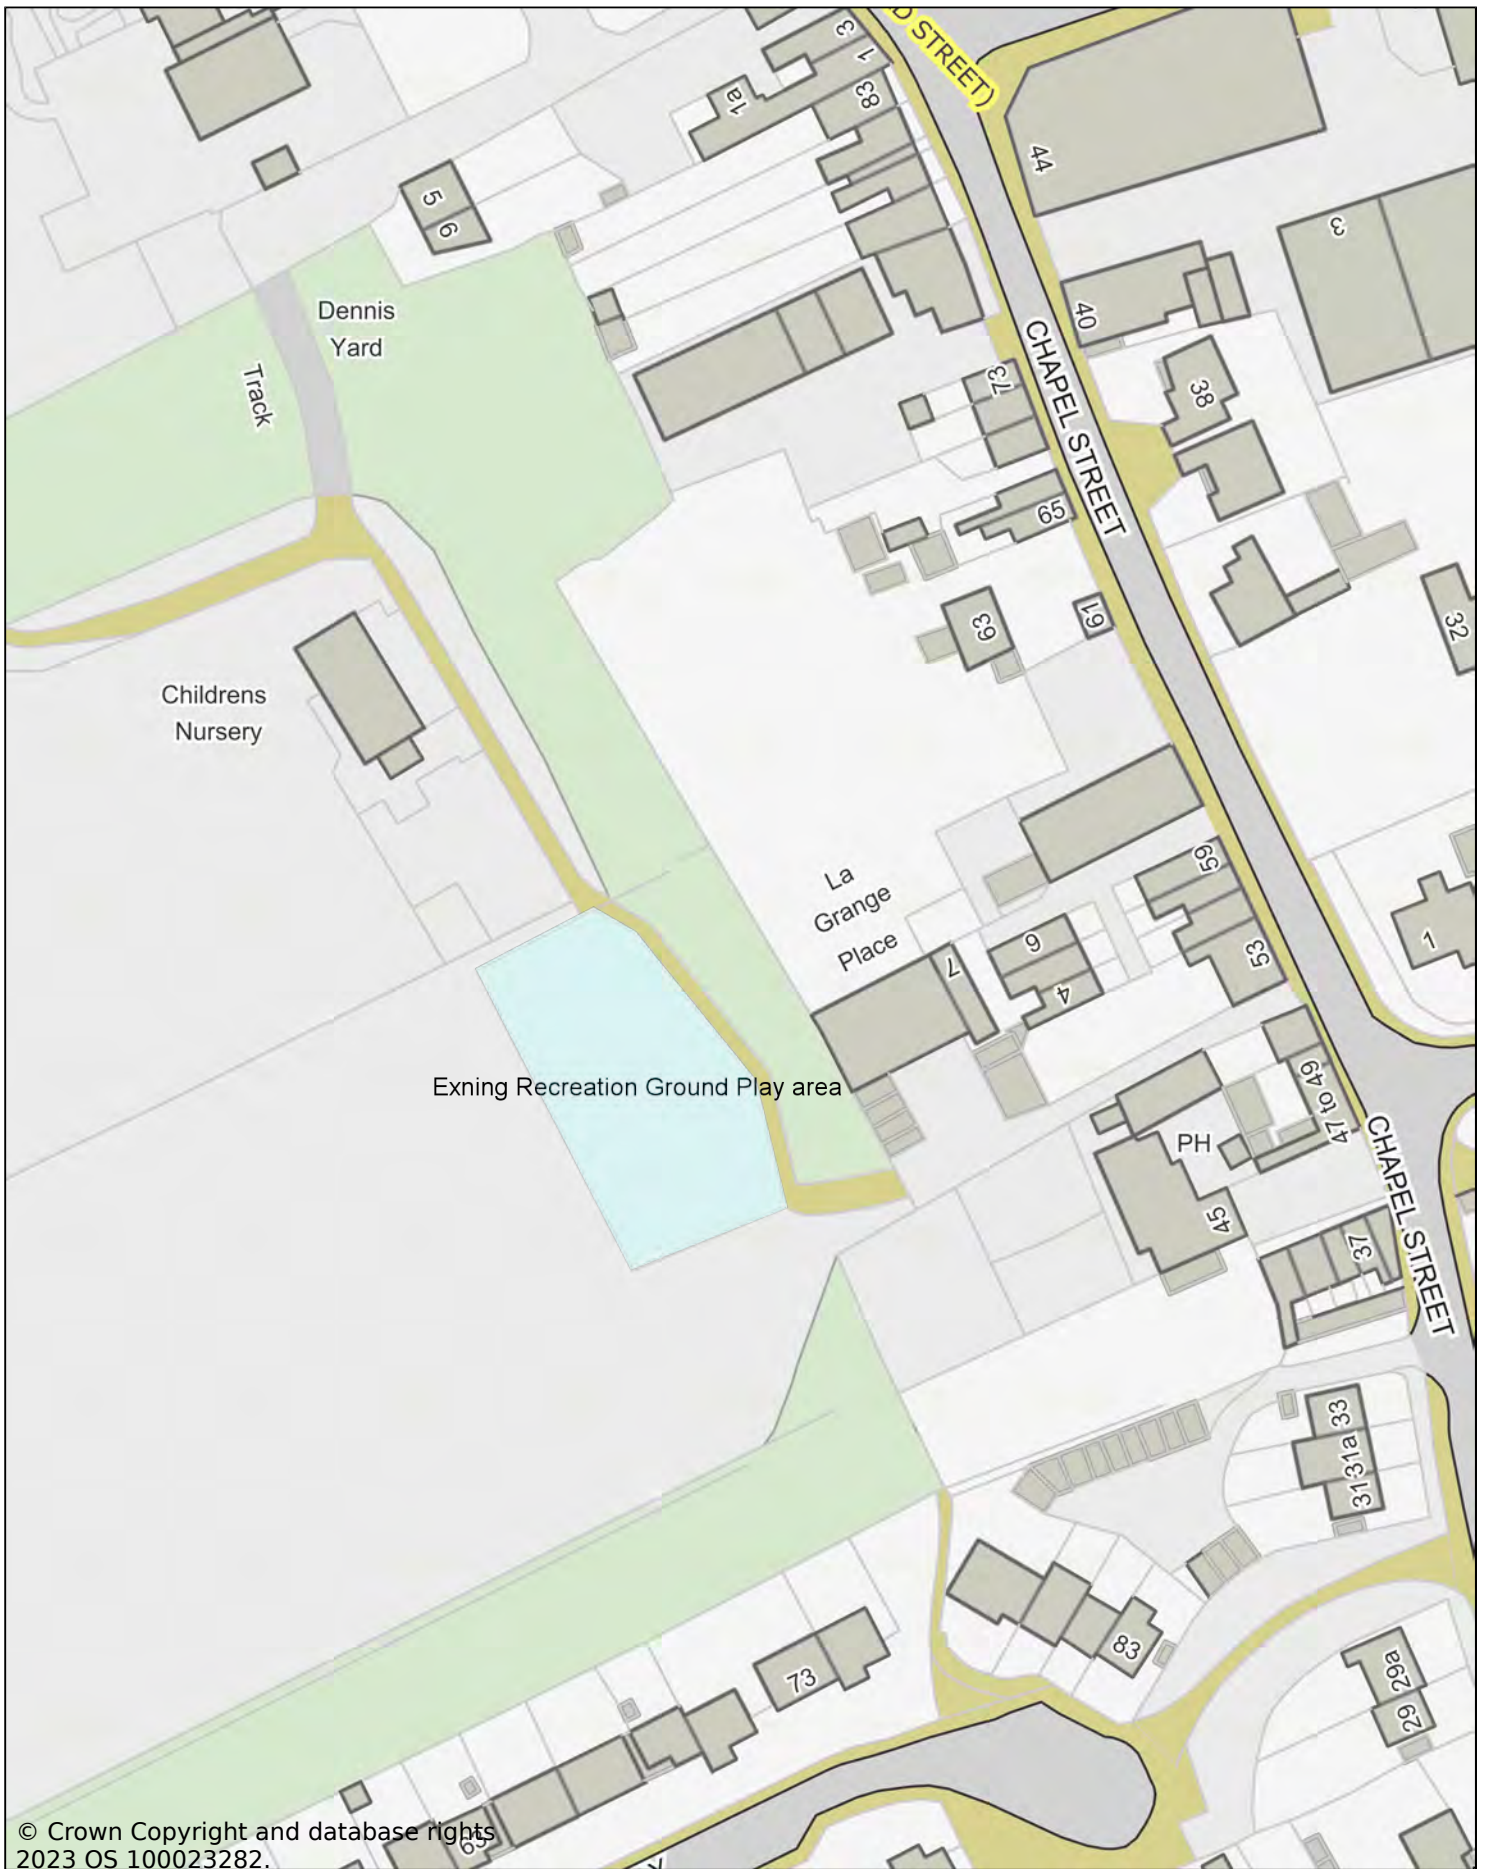 D STREET)
3
1
1a
83
44
3
5
6
40
Dennis
Yard
Track
CHAPEL STREET
73
38
65
63
61
32
Childrens
Nursery
59
La
Grange
Place
7
6
4
53
1
Exning Recreation Ground Play area
PH
47 to 49
45
CHAPEL STREET
37
33
31a
31
83
73
29a
29
63
© Crown Copyright and database rights
2023 OS 100023282.